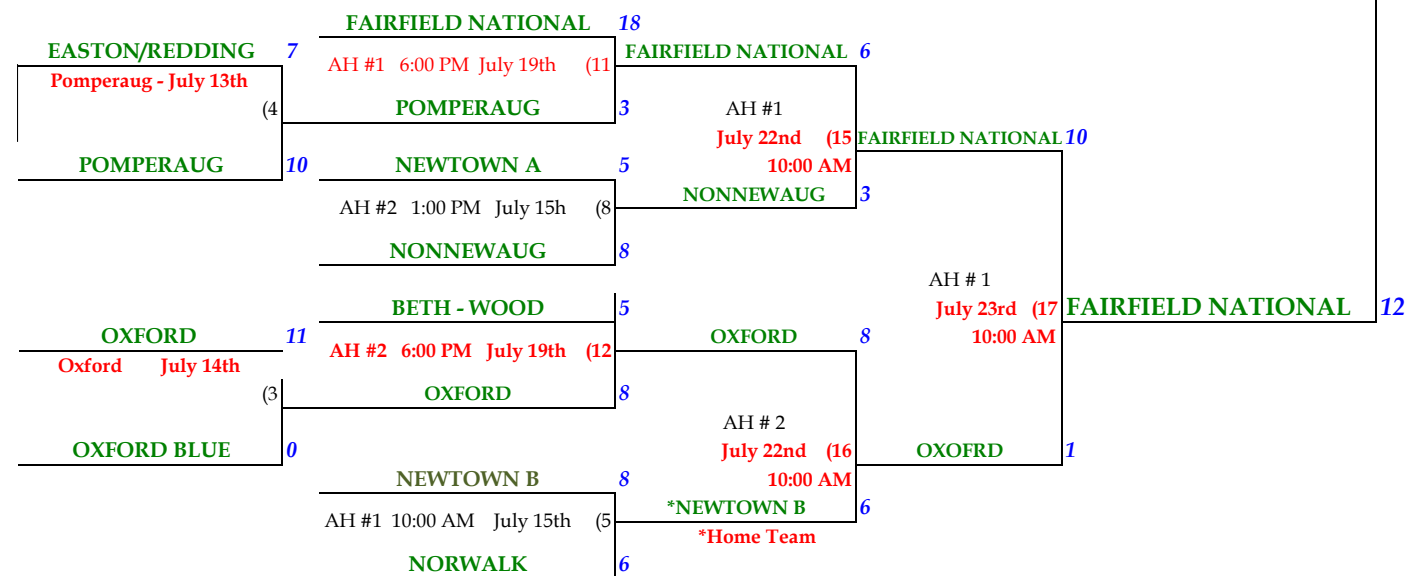 FAIRFIELD NATIONAL 18
EASTON/REDDING 7
Pomperaug - July 13th
AH #1 6:00 PM July 19th (11
FAIRFIELD NATIONAL 6
(4
POMPERAUG 3
AH #1
July 22nd (15
10:00 AM
FAIRFIELD NATIONAL 10
POMPERAUG 10
NEWTOWN A 5
AH #2 1:00 PM July 15h (8
NONNEWAUG 3
NONNEWAUG 8
AH # 1
July 23rd (17
10:00 AM
FAIRFIELD NATIONAL 12
BETH - WOOD 5
OXFORD 11
Oxford July 14th
AH #2 6:00 PM July 19th (12
OXFORD 8
(3
OXFORD 8
AH # 2
July 22nd (16
10:00 AM
OXOFRD 1
OXFORD BLUE 0
NEWTOWN B 8
AH #1 10:00 AM July 15th (5
*NEWTOWN B 6
*Home Team
NORWALK 6